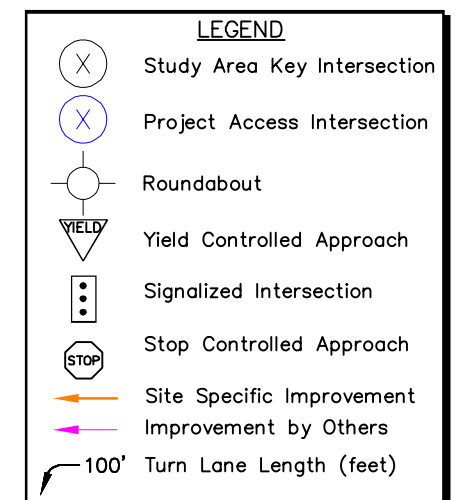 LEGEND
X Study Area Key Intersection
X Project Access Intersection
Roundabout
YIELD Yield Controlled Approach
Signalized Intersection
STOP Stop Controlled Approach
Site Specific Improvement
Improvement by Others
100' Turn Lane Length (feet)